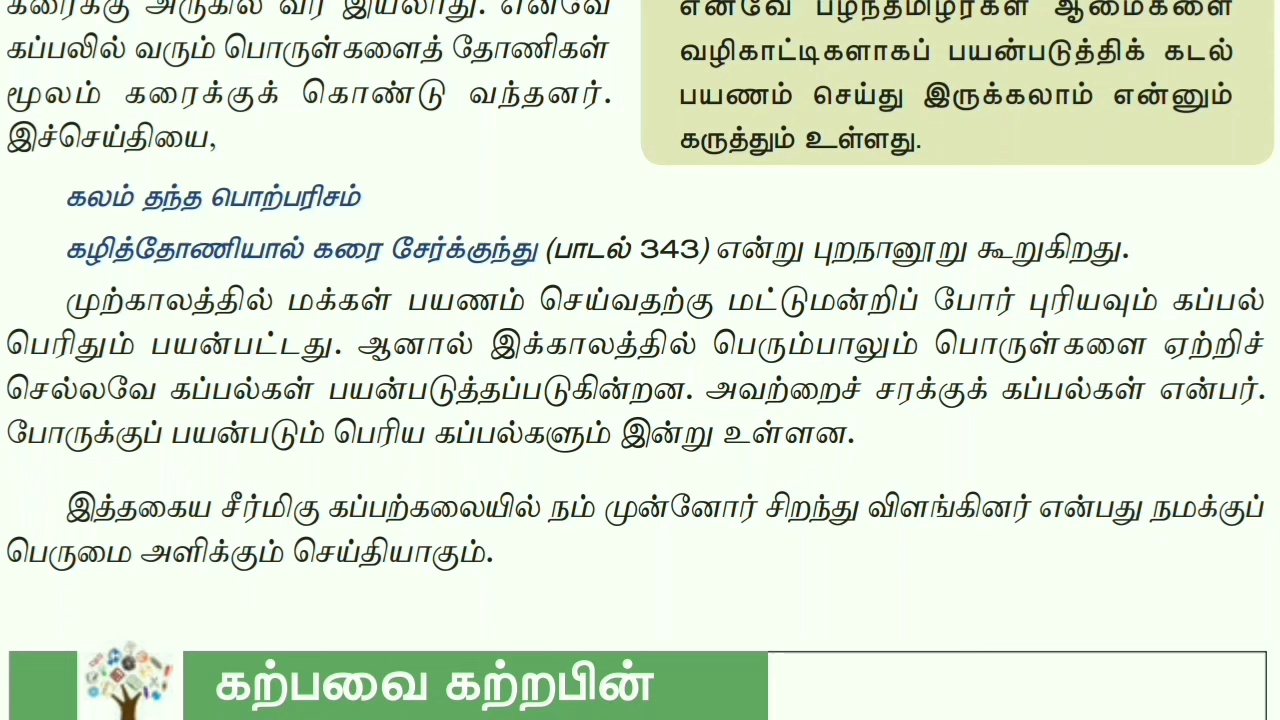 கரைக்கு அருகில் வர இயலாது. எனவே
கப்பலில் வரும் பொருள்களைத் தோணிகள்
மூலம் கரைக்குக் கொண்டு வந்தனர்.
இச்செய்தியை,
எனவே பழந்தமிழர்கள் ஆமைகளை
வழிகாட்டிகளாகப் பயன்படுத்திக் கடல்
பயணம் செய்து இருக்கலாம் என்னும்
கருத்தும் உள்ளது.
கலம் தந்த பொற்பரிசம்
கழித்தோணியால் கரை சேர்க்குந்து (பாடல் 343) என்று புறநானூறு கூறுகிறது.
முற்காலத்தில் மக்கள் பயணம் செய்வதற்கு மட்டுமன்றிப் போர் புரியவும் கப்பல்
பெரிதும் பயன்பட்டது. ஆனால் இக்காலத்தில் பெரும்பாலும் பொருள்களை ஏற்றிச்
செல்லவே கப்பல்கள் பயன்படுத்தப்படுகின்றன. அவற்றைச் சரக்குக் கப்பல்கள் என்பர்.
போருக்குப் பயன்படும் பெரிய கப்பல்களும் இன்று உள்ளன.
இத்தகைய சீர்மிகு கப்பற்கலையில் நம் முன்னோர் சிறந்து விளங்கினர் என்பது நமக்குப்
பெருமை அளிக்கும் செய்தியாகும்.
கற்பவை கற்றபின்